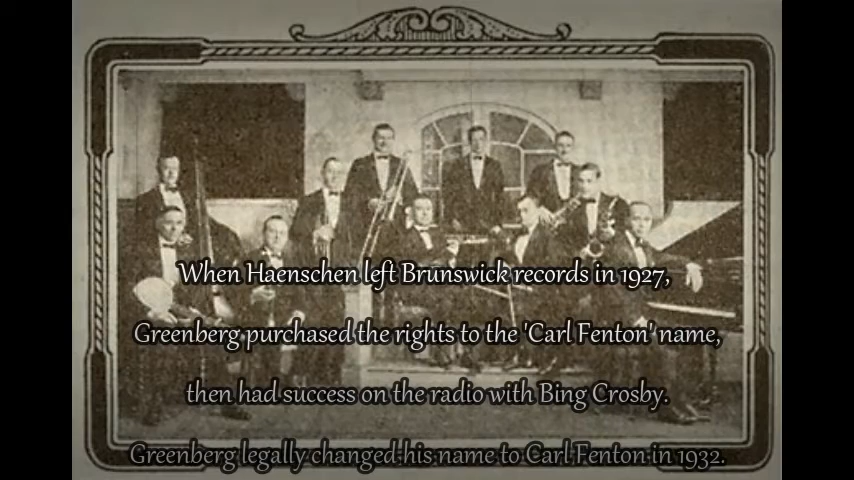 When Haenschen left Brunswick records in 1927,
Greenberg purchased the rights to the 'Carl Fenton' name,
then had success on the radio with Bing Crosby.
Greenberg legally changed his name to Carl Fenton in 1932.